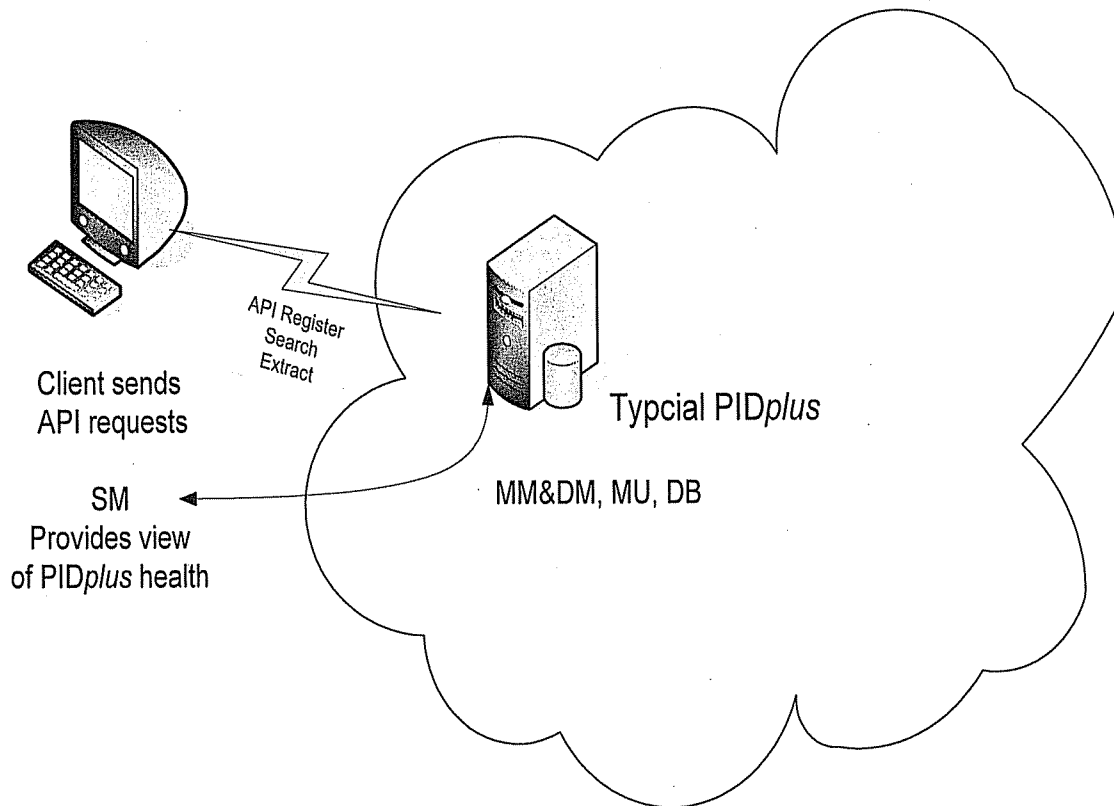 API Register
Search
Extract
Client sends
API requests
Typcial PIDplus
SM
Provides view
of PIDplus health
MM&DM, MU, DB